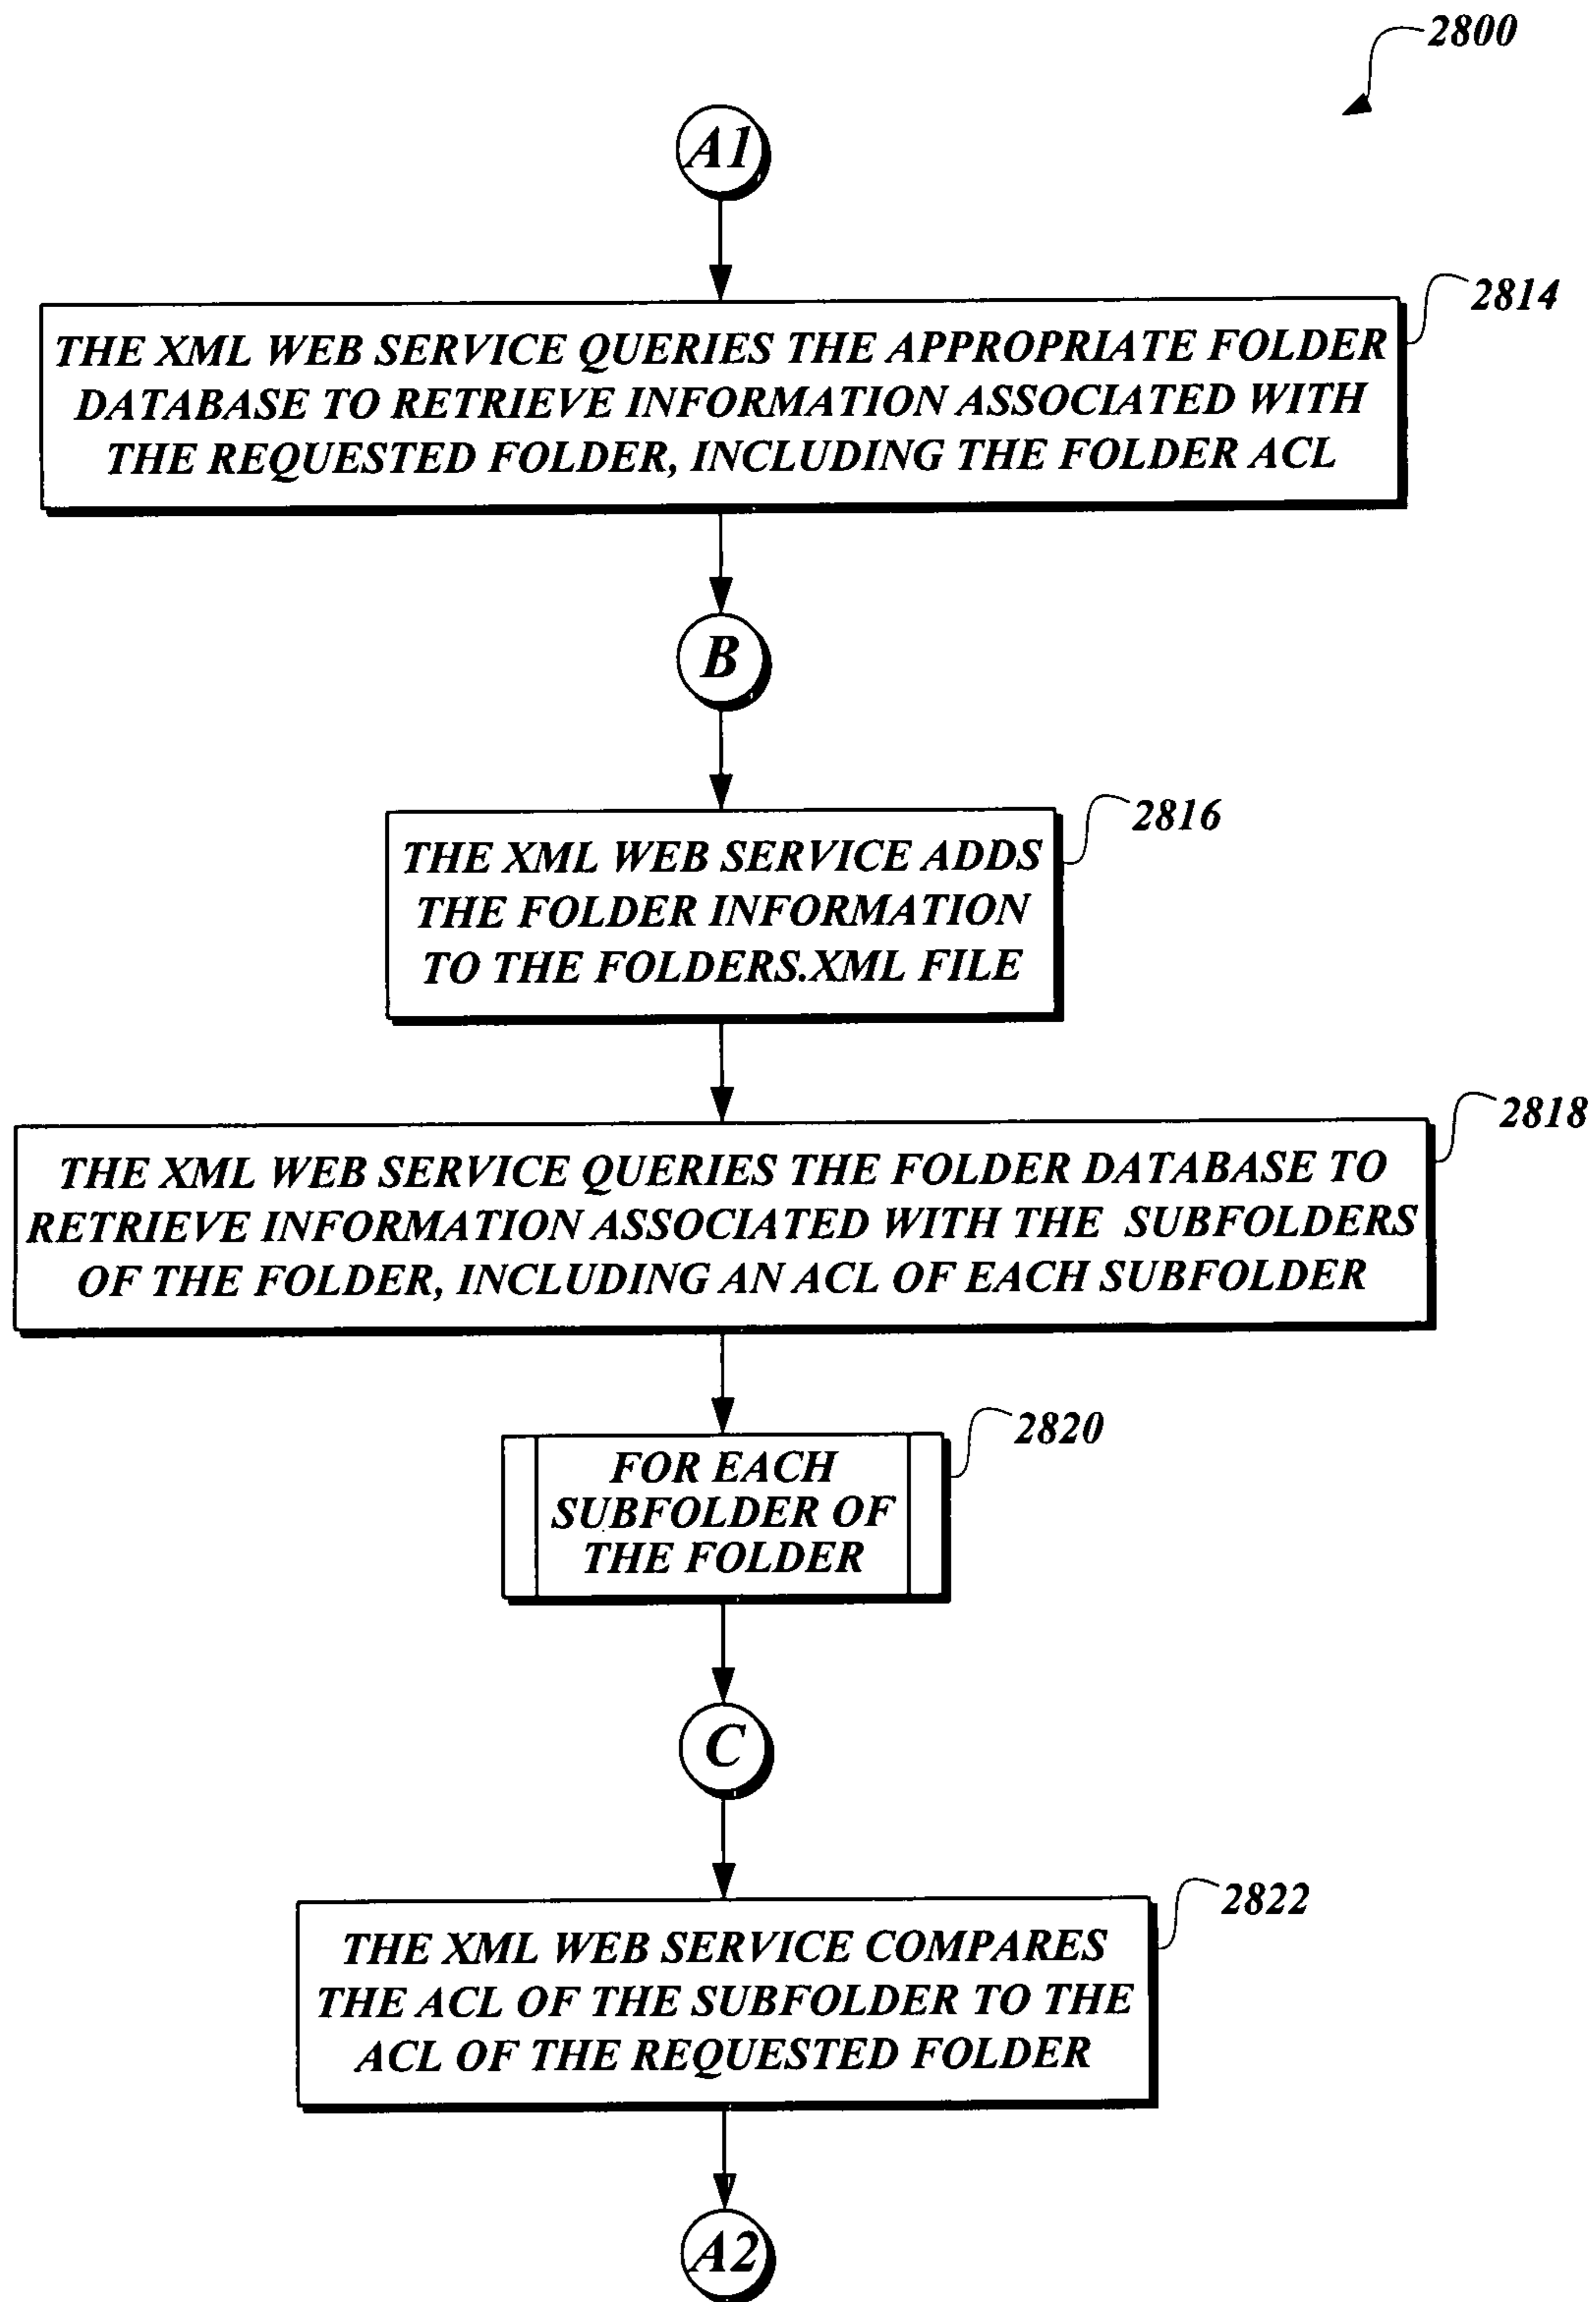 2800
A1
2814
THE XML WEB SERVICE QUERIES THE APPROPRIATE FOLDER
DATABASE TO RETRIEVE INFORMATION ASSOCIATED WITH
THE REQUESTED FOLDER, INCLUDING THE FOLDER ACL
B
2816
THE XML WEB SERVICE ADDS
THE FOLDER INFORMATION
TO THE FOLDERS.XML FILE
2818
THE XML WEB SERVICE QUERIES THE FOLDER DATABASE TO
RETRIEVE INFORMATION ASSOCIATED WITH THE SUBFOLDERS
OF THE FOLDER, INCLUDING AN ACL OF EACH SUBFOLDER
2820
FOR EACH
SUBFOLDER OF
THE FOLDER
C
2822
THE XML WEB SERVICE COMPARES
THE ACL OF THE SUBFOLDER TO THE
ACL OF THE REQUESTED FOLDER
A2